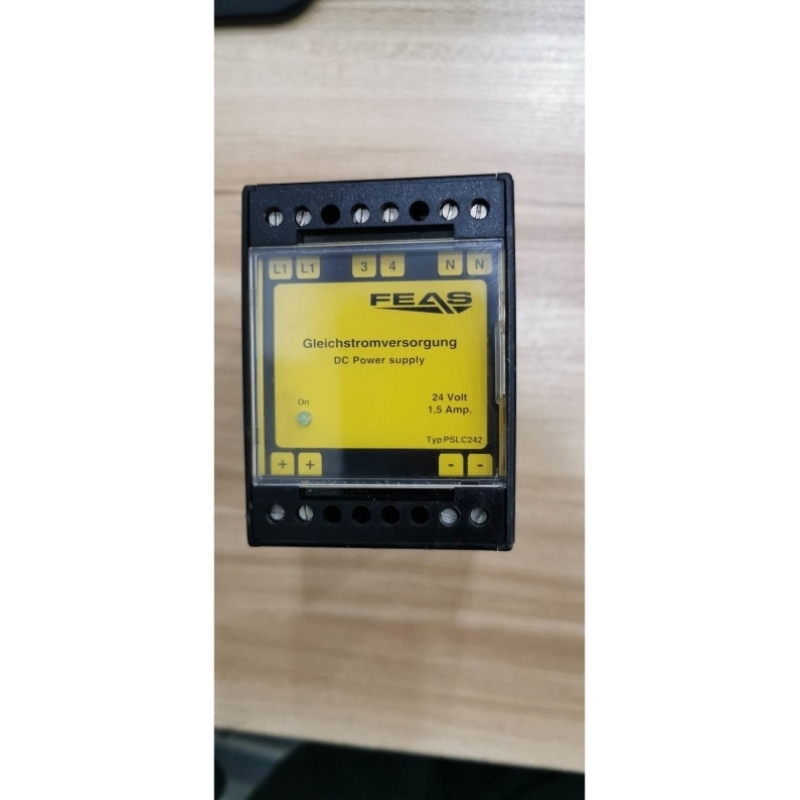 L1 L1 3 4 N N
FEAS
Gleichstromversorgung
DC Power supply
On
24 Volt
1,5 Amp.
Typ PSLC242
+ + - -